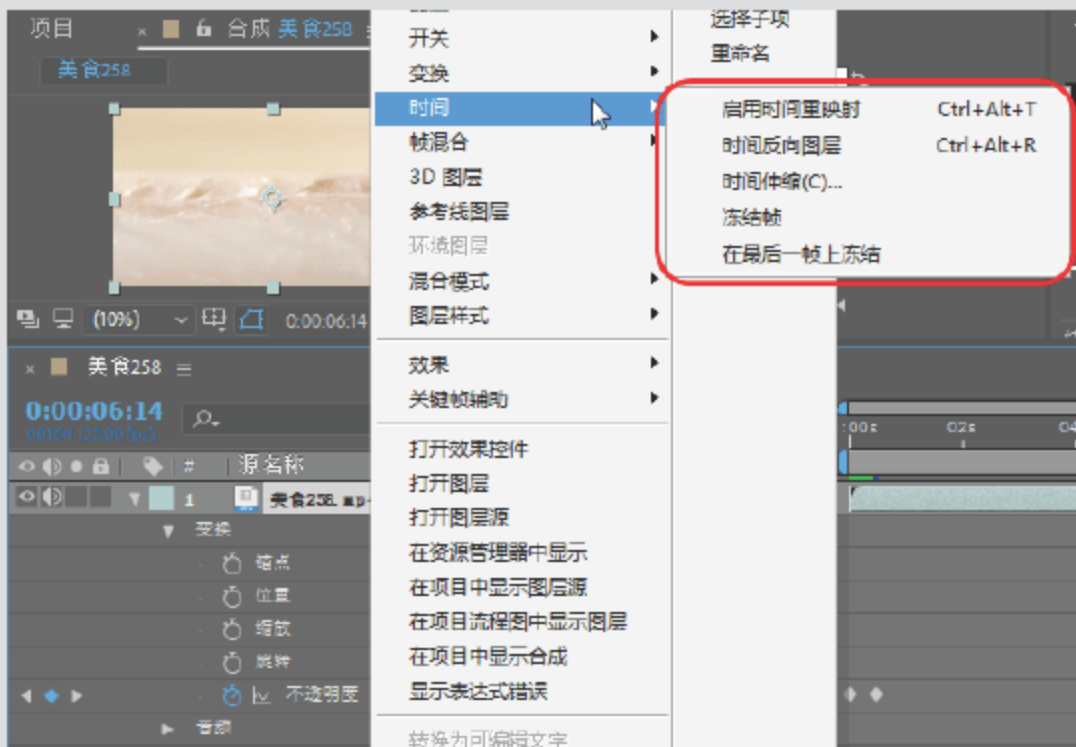 项目
合成 美食258
美食258
(10%)
0:00:06:14
美食258
0:00:06:14
00164 (25.00 fps)
# 源名称
1 美食258.mp
变换
锚点
位置
缩放
旋转
不透明度
音频
开关
变换
时间
帧混合
3D 图层
参考线图层
环境图层
混合模式
图层样式
效果
关键帧辅助
打开效果控件
打开图层
打开图层源
在资源管理器中显示
在项目中显示图层源
在项目流程图中显示图层
在项目中显示合成
显示表达式错误
转换为可编辑文字
选择子项
重命名
启用时间重映射 Ctrl+Alt+T
时间反向图层 Ctrl+Alt+R
时间伸缩(C)...
冻结帧
在最后一帧上冻结
:00s 02s 04